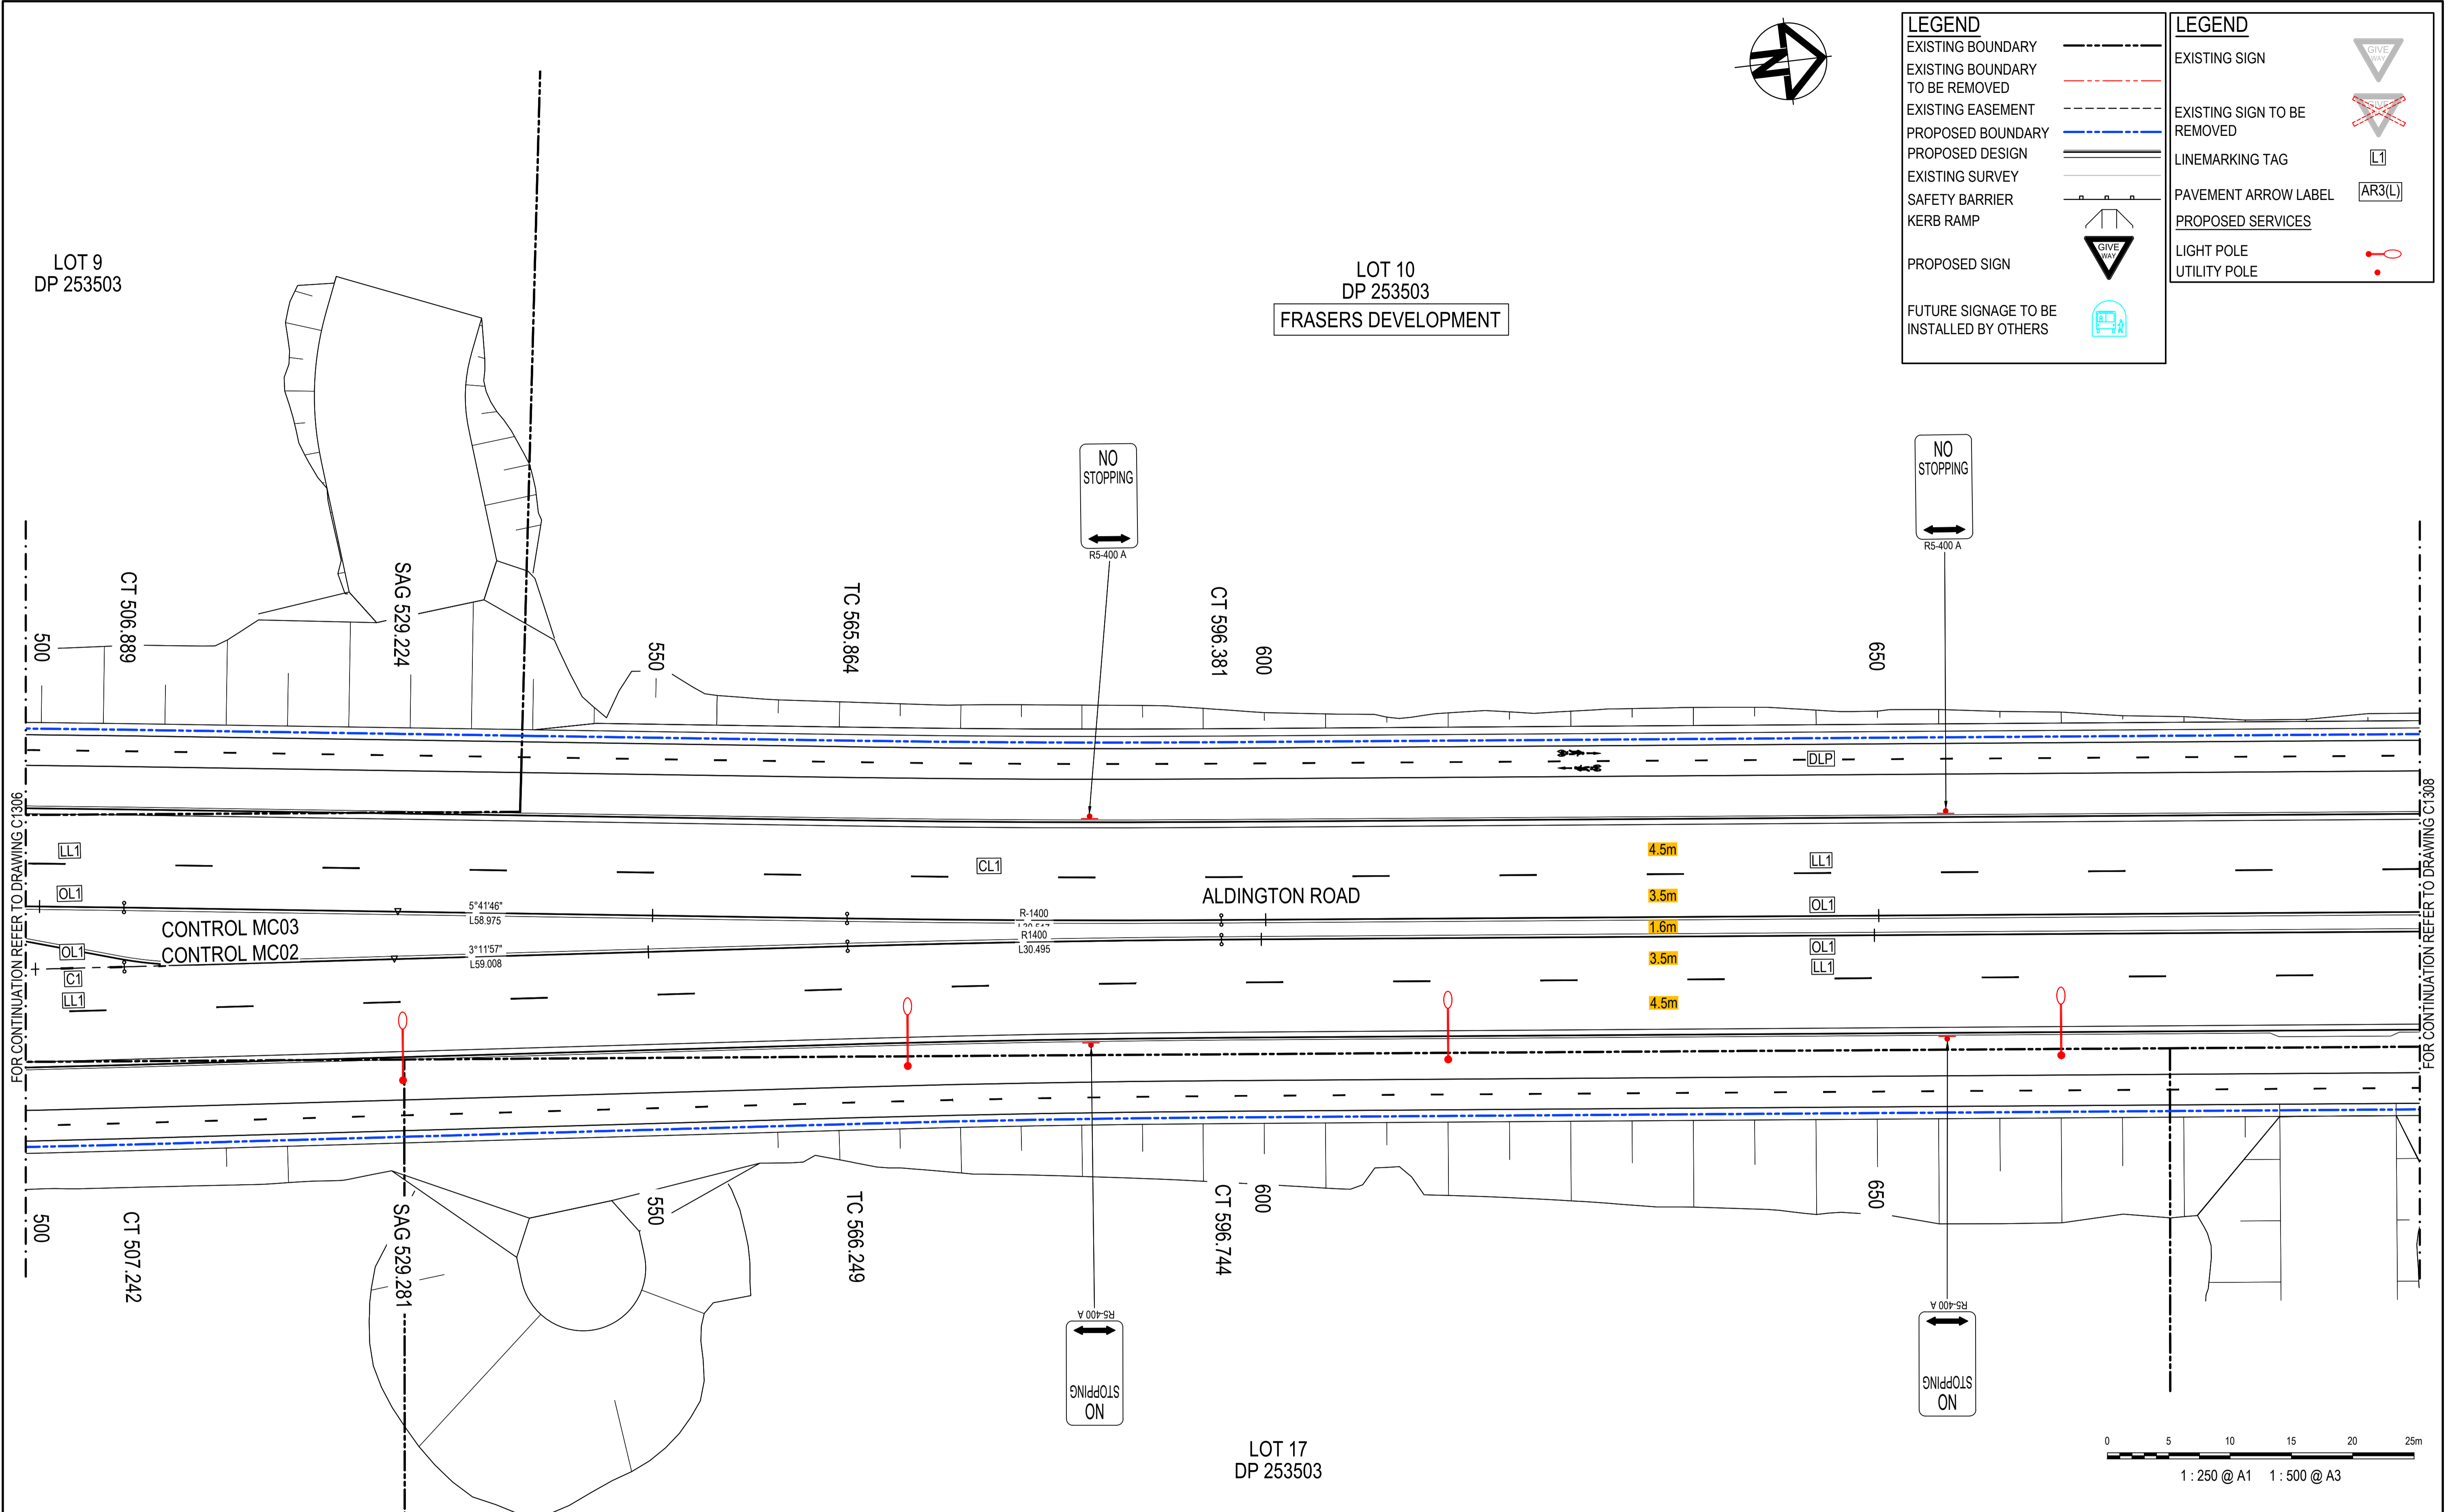 LEGEND
EXISTING BOUNDARY
EXISTING BOUNDARY
TO BE REMOVED
EXISTING EASEMENT
PROPOSED BOUNDARY
PROPOSED DESIGN
EXISTING SURVEY
SAFETY BARRIER
KERB RAMP
PROPOSED SIGN
GIVE
WAY
FUTURE SIGNAGE TO BE
INSTALLED BY OTHERS
LEGEND
EXISTING SIGN
GIVE
WAY
EXISTING SIGN TO BE
REMOVED
GIVE
LINEMARKING TAG
L1
PAVEMENT ARROW LABEL
AR3(L)
PROPOSED SERVICES
LIGHT POLE
UTILITY POLE
N
LOT 9
DP 253503
LOT 10
DP 253503
FRASERS DEVELOPMENT
NO
STOPPING
R5-400 A
NO
STOPPING
R5-400 A
500
CT 506.889
SAG 529.224
550
TC 565.864
CT 596.381
600
650
DLP
FOR CONTINUATION REFER TO DRAWING C1306
FOR CONTINUATION REFER TO DRAWING C1308
LL1
CL1
4.5m
LL1
OL1
ALDINGTON ROAD
3.5m
OL1
5°41'46"
L58.975
R-1400
CONTROL MC03
1.6m
R1400
L30.495
OL1
CONTROL MC02
3°11'57"
L59.008
OL1
3.5m
C1
LL1
LL1
4.5m
500
CT 507.242
SAG 529.281
550
TC 566.249
CT 596.744
600
650
R5-400 A
STOPPING
NO
R5-400 A
STOPPING
NO
LOT 17
DP 253503
0 5 10 15 20 25m
1 : 250 @ A1 1 : 500 @ A3